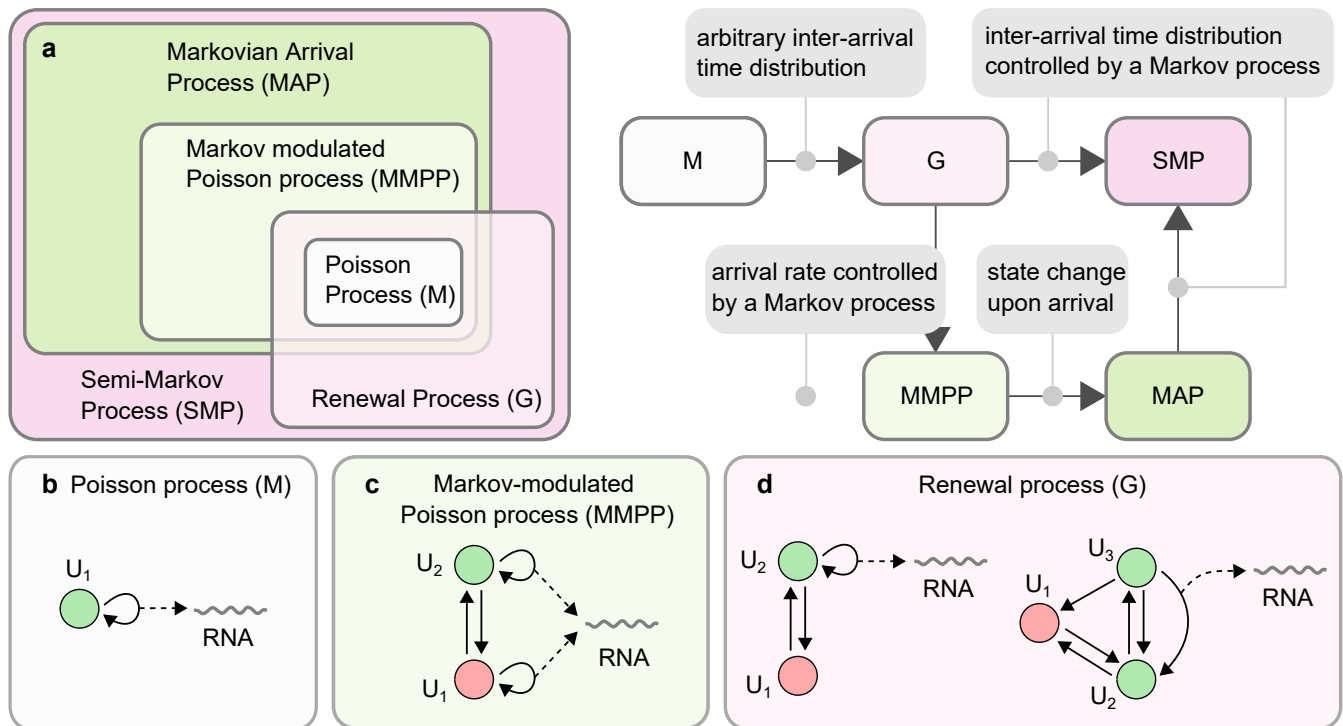 a
Markovian Arrival
Process (MAP)
Markov modulated
Poisson process (MMPP)
Poisson
Process (M)
Semi-Markov
Process (SMP)
Renewal Process (G)
arbitrary inter-arrival
time distribution
inter-arrival time distribution
controlled by a Markov process
M
G
SMP
arrival rate controlled
by a Markov process
state change
upon arrival
MMPP
MAP
b Poisson process (M)
U1
RNA
c Markov-modulated
Poisson process (MMPP)
U2
U1
RNA
d Renewal process (G)
U2
RNA
U1
U3
U1
RNA
U2